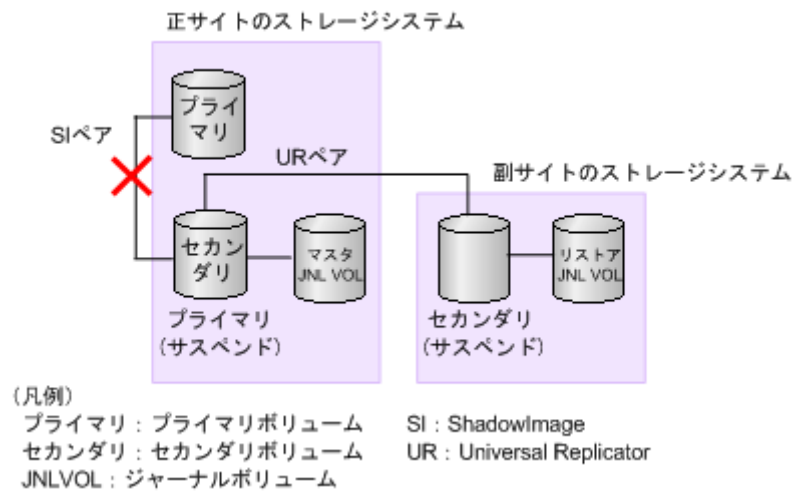 正サイトのストレージシステム
プライ
マリ
SIペア
URペア
副サイトのストレージシステム
セカン
ダリ
マスタ
JNL VOL
リストア
JNL VOL
プライマリ
(サスペンド)
セカンダリ
(サスペンド)
(凡例)
プライマリ：プライマリボリューム
SI：ShadowImage
セカンダリ：セカンダリボリューム
UR：Universal Replicator
JNLVOL：ジャーナルボリューム